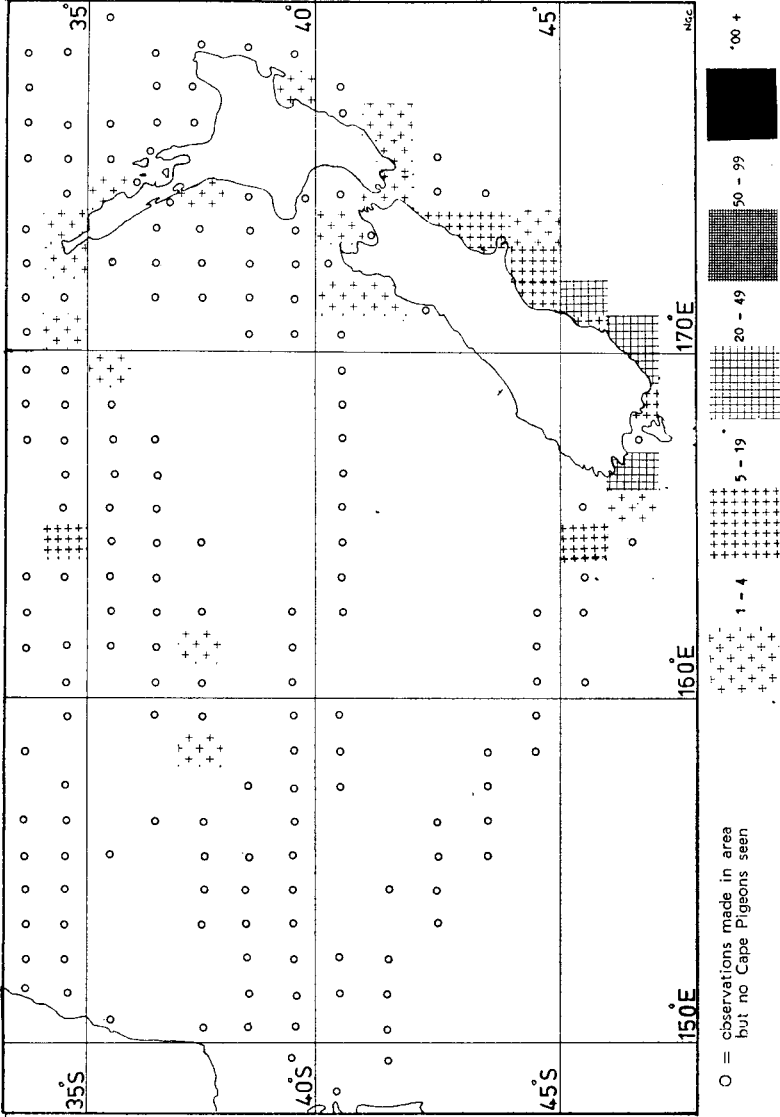 35°
40°
45°
NGC
170°E
160°E
150°E
35°S
40°S
45°S
1 - 4
5 - 19
20 - 49
50 - 99
O = observations made in area
but no Cape Pigeons seen